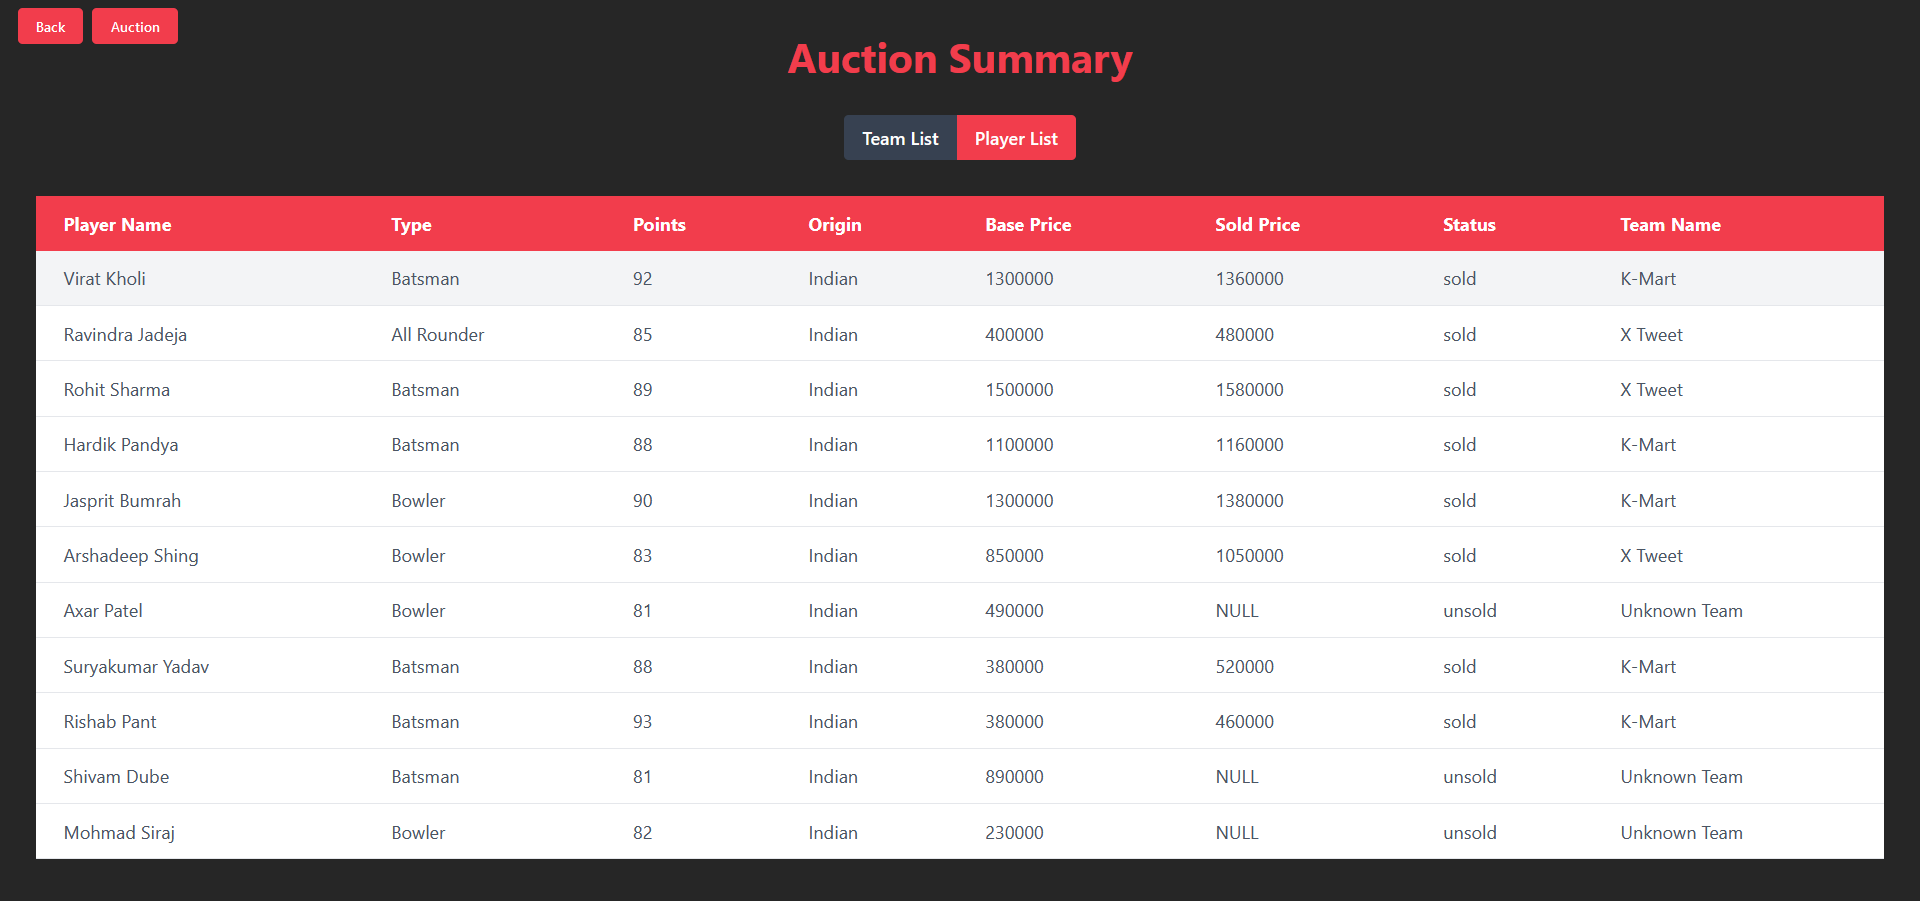 Back Auction
Auction Summary
Team List Player List
Player Name Type Points Origin Base Price Sold Price Status Team Name
Virat Kholi Batsman 92 Indian 1300000 1360000 sold K-Mart
Ravindra Jadeja All Rounder 85 Indian 400000 480000 sold X Tweet
Rohit Sharma Batsman 89 Indian 1500000 1580000 sold X Tweet
Hardik Pandya Batsman 88 Indian 1100000 1160000 sold K-Mart
Jasprit Bumrah Bowler 90 Indian 1300000 1380000 sold K-Mart
Arshadeep Shing Bowler 83 Indian 850000 1050000 sold X Tweet
Axar Patel Bowler 81 Indian 490000 NULL unsold Unknown Team
Suryakumar Yadav Batsman 88 Indian 380000 520000 sold K-Mart
Rishab Pant Batsman 93 Indian 380000 460000 sold K-Mart
Shivam Dube Batsman 81 Indian 890000 NULL unsold Unknown Team
Mohmad Siraj Bowler 82 Indian 230000 NULL unsold Unknown Team